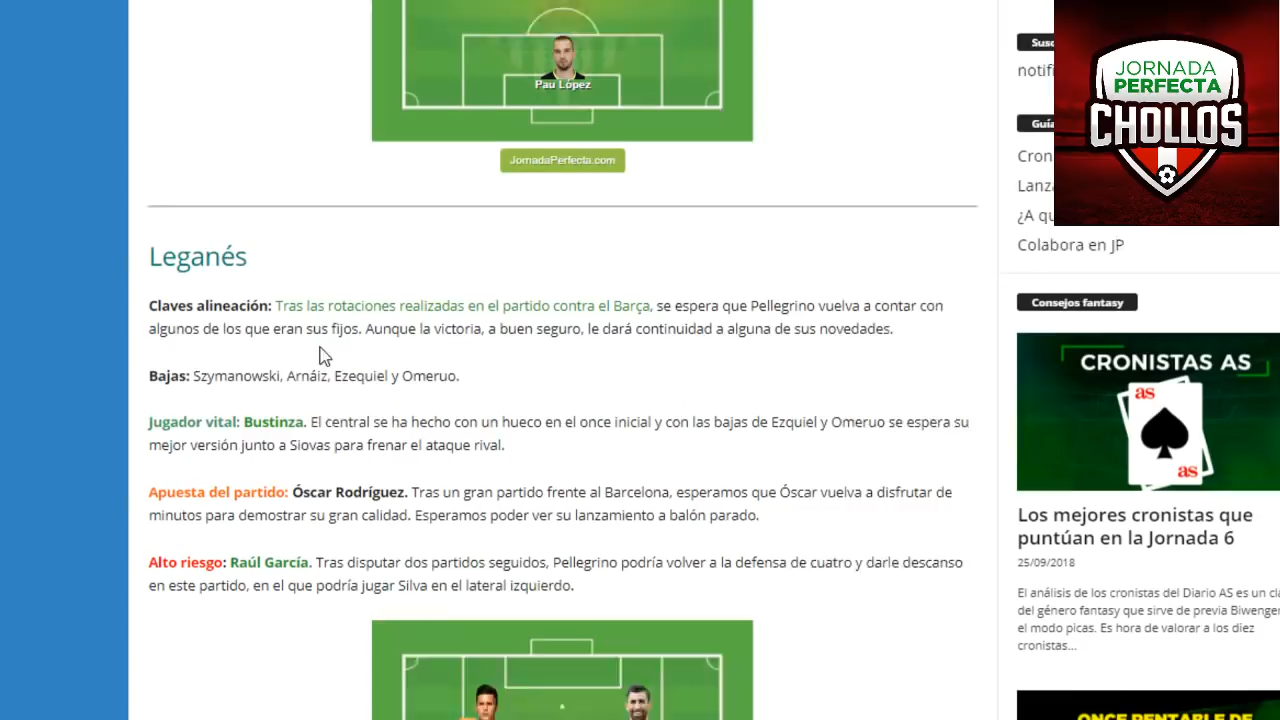 Pau López
JornadaPerfecta.com
Leganés
Claves alineación: Tras las rotaciones realizadas en el partido contra el Barça, se espera que Pellegrino vuelva a contar con
algunos de los que eran sus fijos. Aunque la victoria, a buen seguro, le dará continuidad a alguna de sus novedades.
Bajas: Szymanowski, Arnáiz, Ezequiel y Omeruo.
Jugador vital: Bustinza. El central se ha hecho con un hueco en el once inicial y con las bajas de Ezquiel y Omeruo se espera su
mejor versión junto a Siovas para frenar el ataque rival.
Apuesta del partido: Óscar Rodríguez. Tras un gran partido frente al Barcelona, esperamos que Óscar vuelva a disfrutar de
minutos para demostrar su gran calidad. Esperamos poder ver su lanzamiento a balón parado.
Alto riesgo: Raúl García. Tras disputar dos partidos seguidos, Pellegrino podría volver a la defensa de cuatro y darle descanso
en este partido, en el que podría jugar Silva en el lateral izquierdo.
JORNADA
PERFECTA
CHOLLOS
¿A
Colabora en JP
Consejos fantasy
CRONISTAS AS
as
as
Los mejores cronistas que
puntúan en la Jornada 6
25/09/2018
El análisis de los cronistas del Diario AS es un
del género fantasy que sirve de previa Biwenger
el modo picas. Es hora de valorar a los diez
cronistas...
ONCE RENTABLE DE